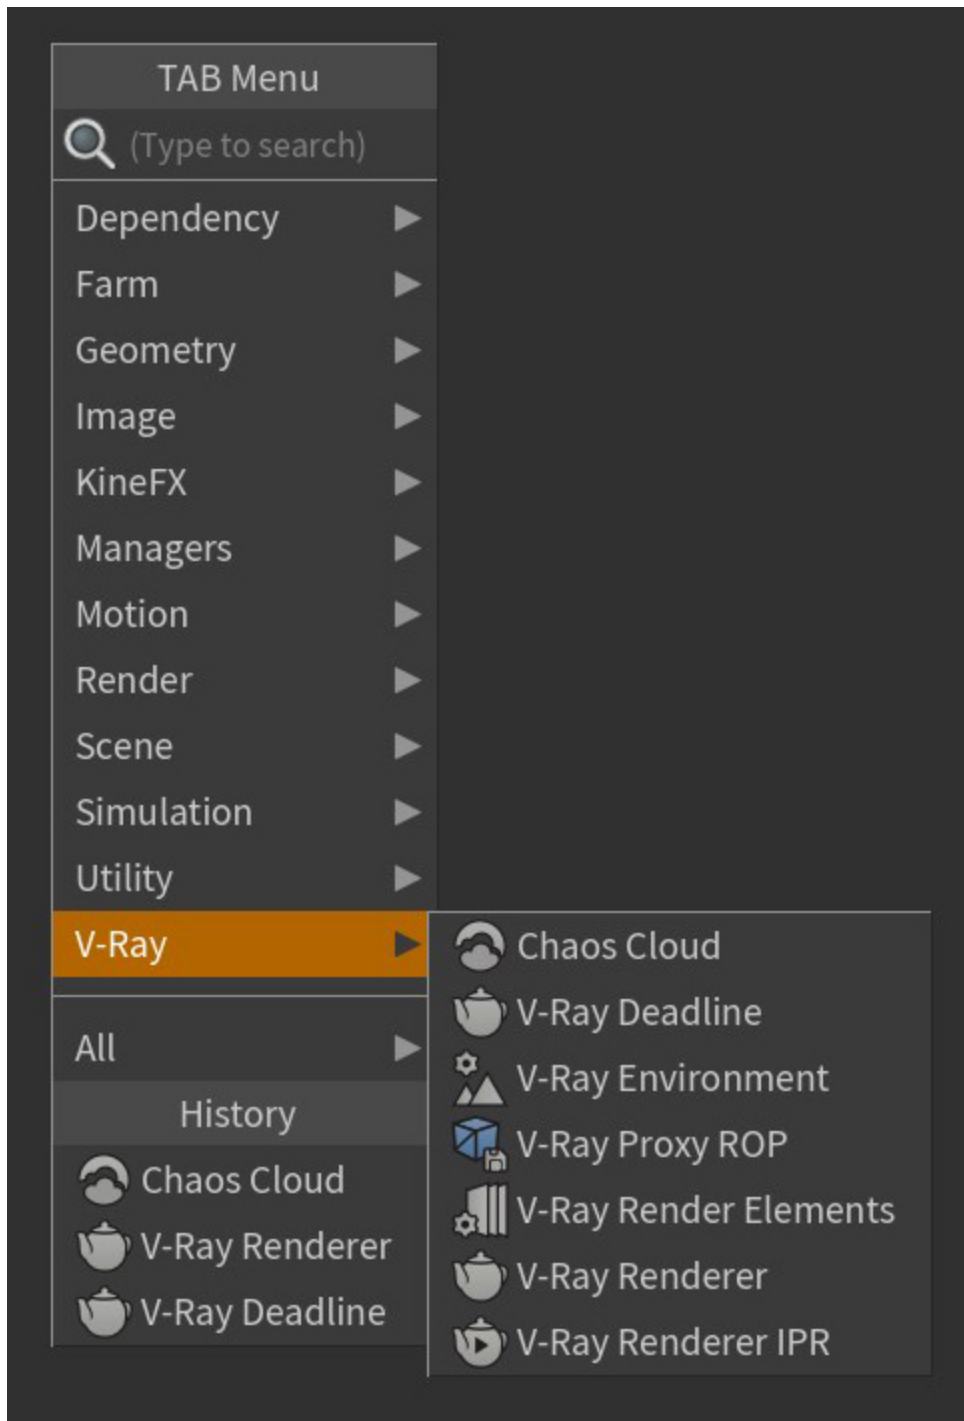 TAB Menu
(Type to search)
Dependency
Farm
Geometry
Image
KineFX
Managers
Motion
Render
Scene
Simulation
Utility
V-Ray
All
History
Chaos Cloud
V-Ray Renderer
V-Ray Deadline
Chaos Cloud
V-Ray Deadline
V-Ray Environment
V-Ray Proxy ROP
V-Ray Render Elements
V-Ray Renderer
V-Ray Renderer IPR